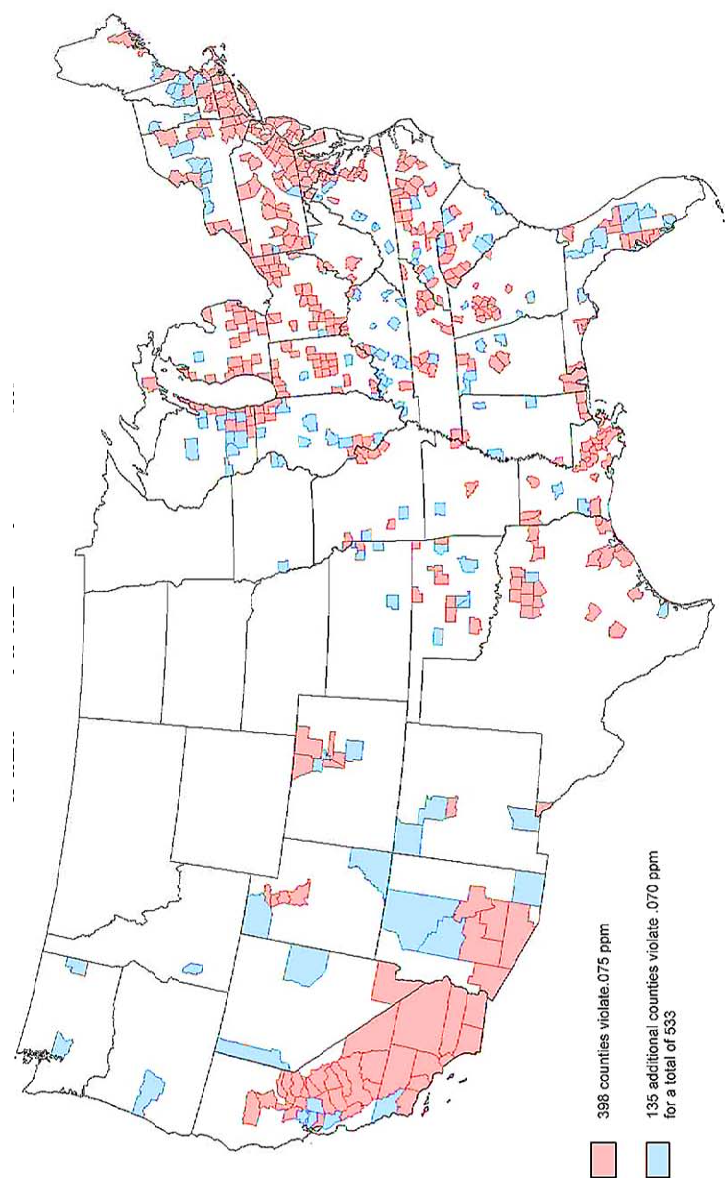 398 counties violate.075 ppm
135 additional counties violate .070 ppm
for a total of 533